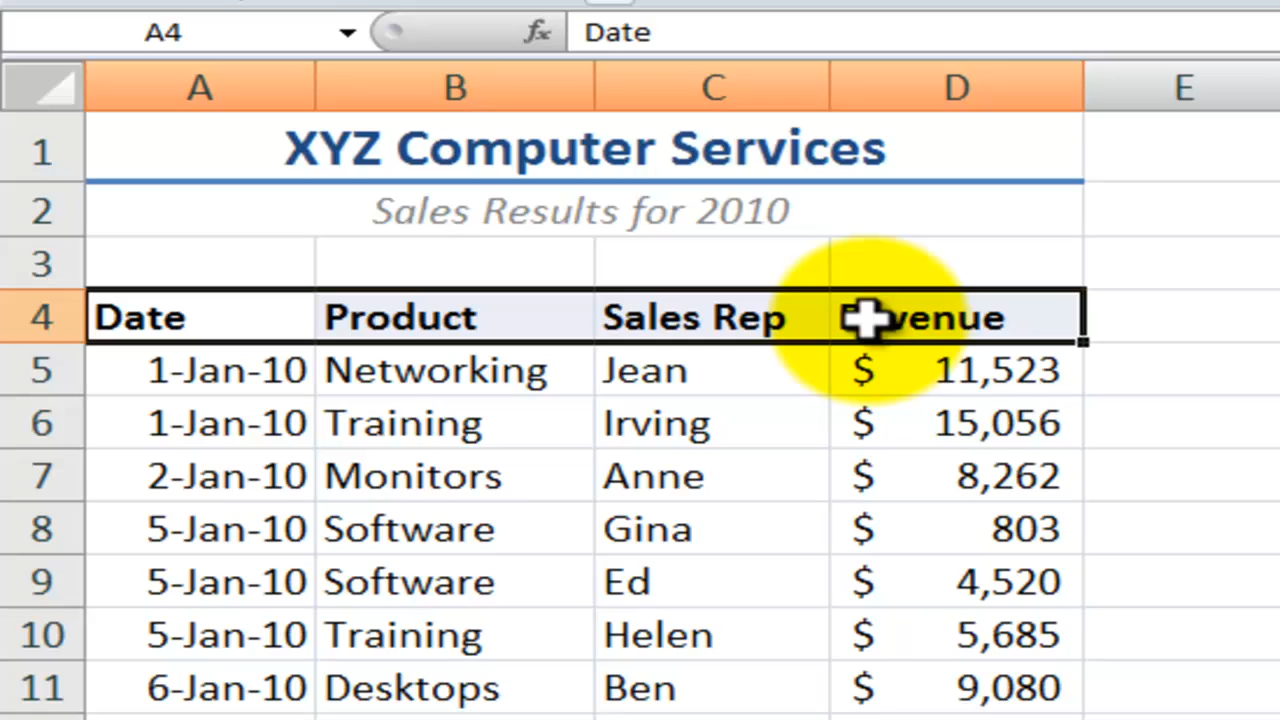 A4 fx Date
A B C D E
1 XYZ Computer Services
2 Sales Results for 2010
3
4 Date Product Sales Rep
5 1-Jan-10 Networking Jean $ 11,523
6 1-Jan-10 Training Irving $ 15,056
7 2-Jan-10 Monitors Anne $ 8,262
8 5-Jan-10 Software Gina $ 803
9 5-Jan-10 Software Ed $ 4,520
10 5-Jan-10 Training Helen $ 5,685
11 6-Jan-10 Desktops Ben $ 9,080